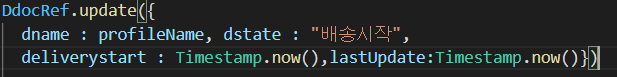 DdocRef.update({
dname : profileName, dstate : "배송시작",
deliverystart : Timestamp.now(),lastUpdate:Timestamp.now()})